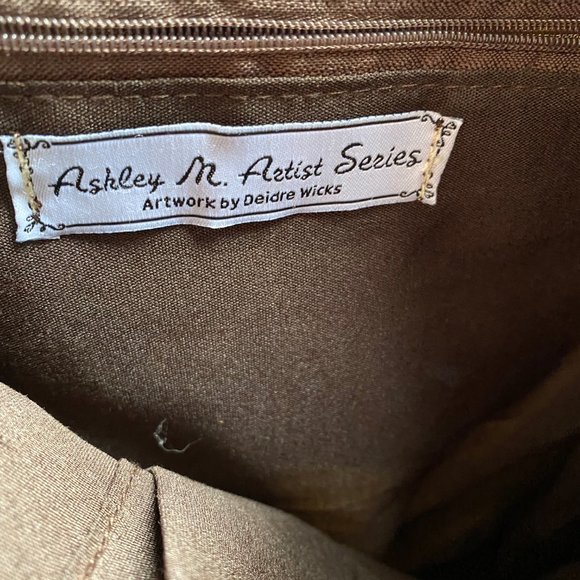 Ashley M. Artist Series
Artwork by Deidre Wicks